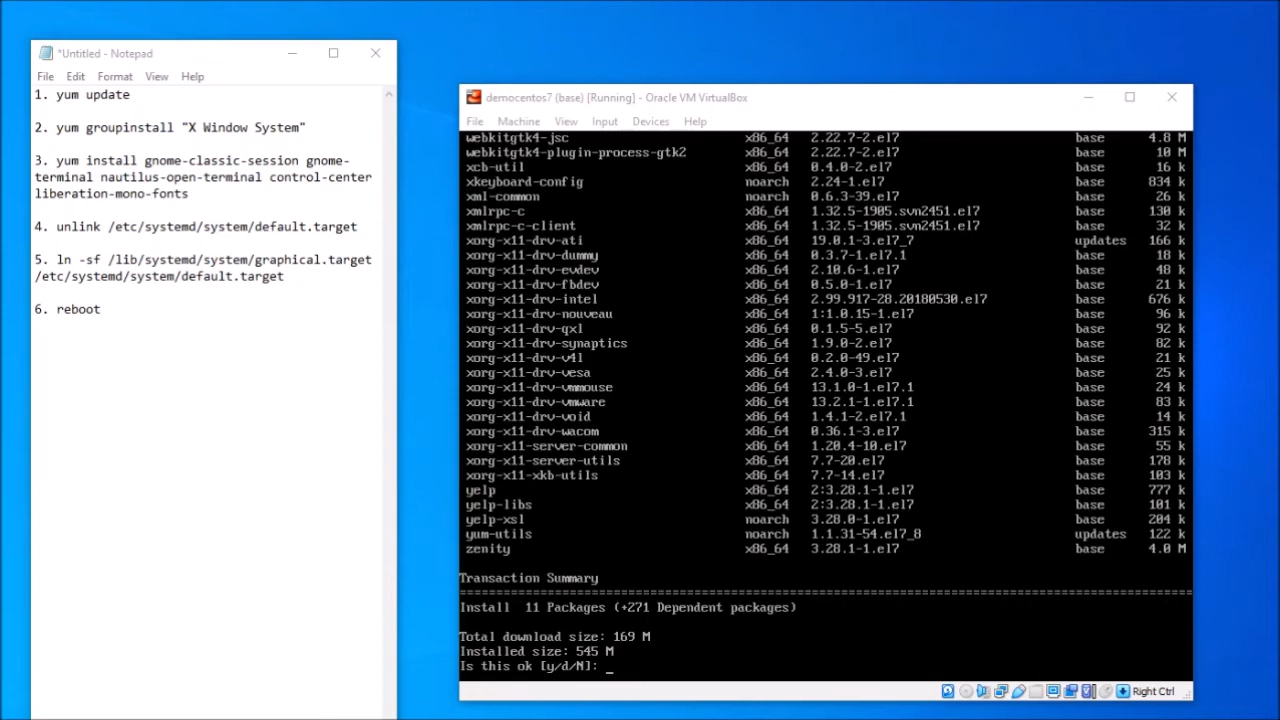 *Untitled - Notepad
File Edit Format View Help
1. yum update
2. yum groupinstall "X Window System"
3. yum install gnome-classic-session gnome-
terminal nautilus-open-terminal control-center
liberation-mono-fonts
4. unlink /etc/systemd/system/default.target
5. ln -sf /lib/systemd/system/graphical.target
/etc/systemd/system/default.target
6. reboot
democentos7 (base) [Running] - Oracle VM VirtualBox
File Machine View Input Devices Help
webkitgtk4-jsc x86_64 2.22.7-2.el7 base 4.8 M
webkitgtk4-plugin-process-gtk2 x86_64 2.22.7-2.el7 base 10 M
xcb-util x86_64 0.4.0-2.el7 base 16 k
xkeyboard-config noarch 2.24-1.el7 base 834 k
xml-common noarch 0.6.3-39.el7 base 26 k
xmlrpc-c x86_64 1.32.5-1905.svn2451.el7 base 130 k
xmlrpc-c-client x86_64 1.32.5-1905.svn2451.el7 base 32 k
xorg-x11-drv-ati x86_64 19.0.1-3.el7_7 updates 166 k
xorg-x11-drv-dummy x86_64 0.3.7-1.el7.1 base 18 k
xorg-x11-drv-evdev x86_64 2.10.6-1.el7 base 48 k
xorg-x11-drv-fbdev x86_64 0.5.0-1.el7 base 21 k
xorg-x11-drv-intel x86_64 2.99.917-28.20180530.el7 base 676 k
xorg-x11-drv-nouveau x86_64 1:1.0.15-1.el7 base 96 k
xorg-x11-drv-qxl x86_64 0.1.5-5.el7 base 92 k
xorg-x11-drv-synaptics x86_64 1.9.0-2.el7 base 82 k
xorg-x11-drv-v4l x86_64 0.2.0-49.el7 base 21 k
xorg-x11-drv-vesa x86_64 2.4.0-3.el7 base 25 k
xorg-x11-drv-vmmouse x86_64 13.1.0-1.el7.1 base 24 k
xorg-x11-drv-vmware x86_64 13.2.1-1.el7.1 base 83 k
xorg-x11-drv-void x86_64 1.4.1-2.el7.1 base 14 k
xorg-x11-drv-wacom x86_64 0.36.1-3.el7 base 315 k
xorg-x11-server-common x86_64 1.20.4-10.el7 base 55 k
xorg-x11-server-utils x86_64 7.7-20.el7 base 178 k
xorg-x11-xkb-utils x86_64 7.7-14.el7 base 103 k
yelp x86_64 2:3.28.1-1.el7 base 777 k
yelp-libs x86_64 2:3.28.1-1.el7 base 101 k
yelp-xsl noarch 3.28.0-1.el7 base 204 k
yum-utils noarch 1.1.31-54.el7_8 updates 122 k
zenity x86_64 3.28.1-1.el7 base 4.0 M
Transaction Summary
================================================================================
Install 11 Packages (+271 Dependent packages)
Total download size: 169 M
Installed size: 545 M
Is this ok [y/d/N]: _
Right Ctrl